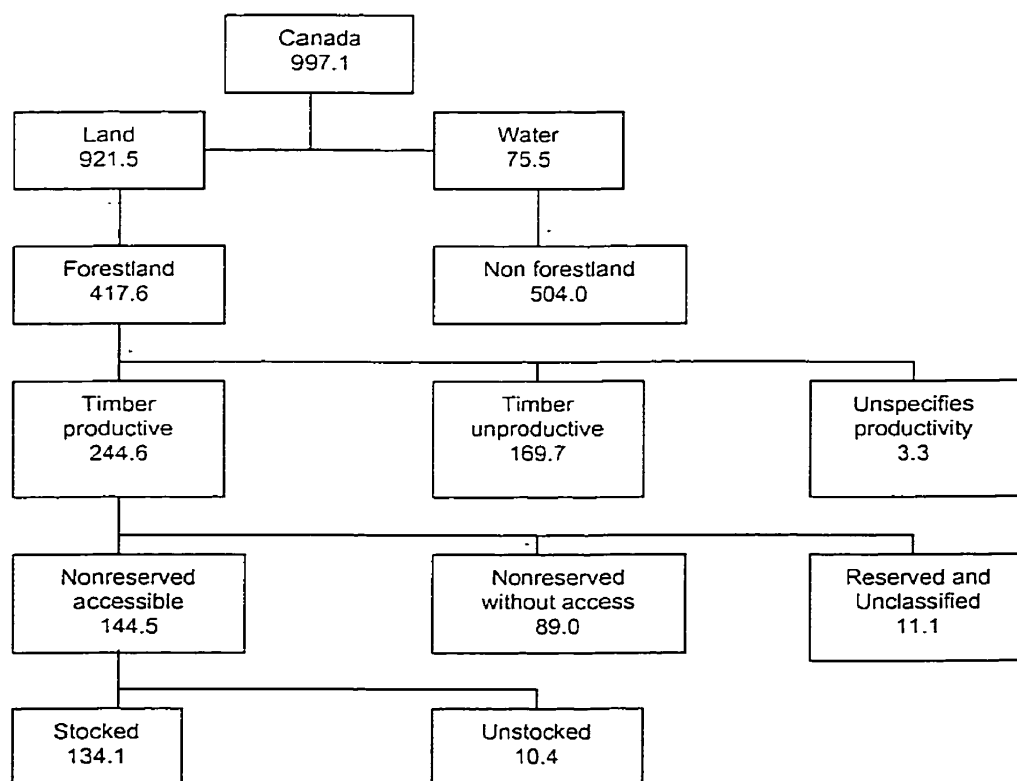 Canada
997.1
Land
921.5
Water
75.5
Forestland
417.6
Non forestland
504.0
Timber
productive
244.6
Timber
unproductive
169.7
Unspecifies
productivity
3.3
Nonreserved
accessible
144.5
Nonreserved
without access
89.0
Reserved and
Unclassified
11.1
Stocked
134.1
Unstocked
10.4